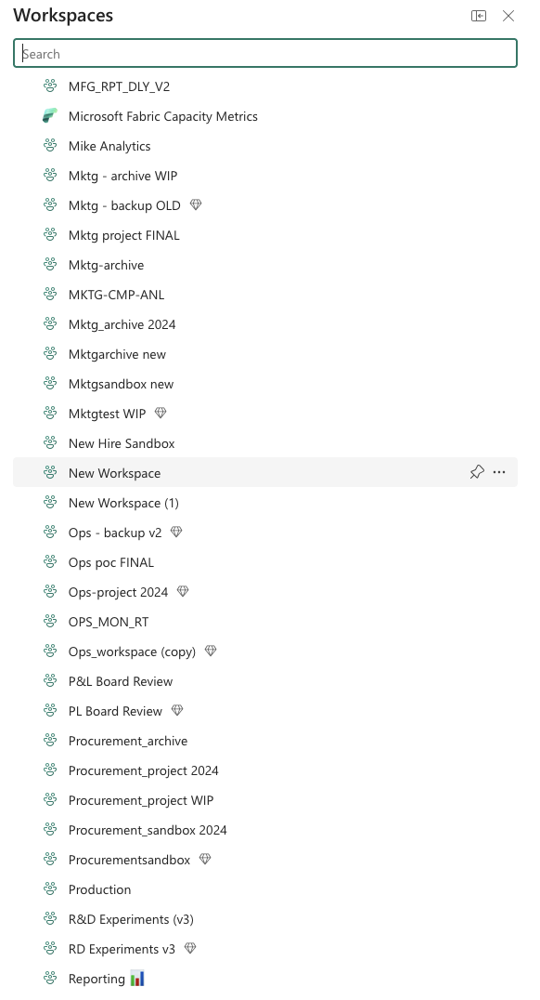 Workspaces
Search
MFG_RPT_DLY_V2
Microsoft Fabric Capacity Metrics
Mike Analytics
Mktg - archive WIP
Mktg - backup OLD
Mktg project FINAL
Mktg-archive
MKTG-CMP-ANL
Mktg_archive 2024
Mktgarchive new
Mktgsandbox new
Mktgtest WIP
New Hire Sandbox
New Workspace
New Workspace (1)
Ops - backup v2
Ops poc FINAL
Ops-project 2024
OPS_MON_RT
Ops_workspace (copy)
P&L Board Review
PL Board Review
Procurement_archive
Procurement_project 2024
Procurement_project WIP
Procurement_sandbox 2024
Procurementsandbox
Production
R&D Experiments (v3)
RD Experiments v3
Reporting 📊